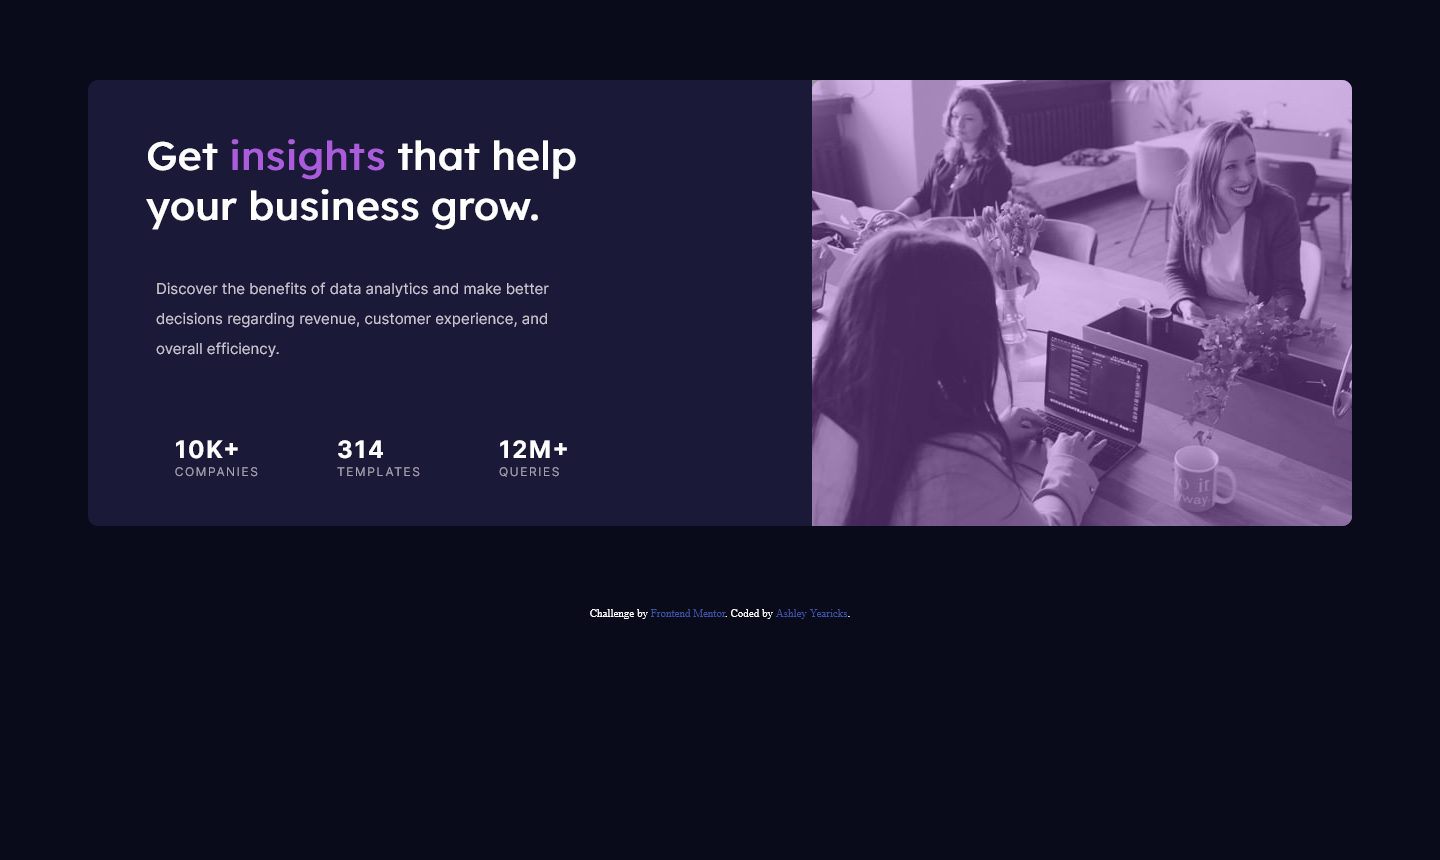 Get insights that help
your business grow.
Discover the benefits of data analytics and make better
decisions regarding revenue, customer experience, and
overall efficiency.
10K+ 314 12M+
COMPANIES TEMPLATES QUERIES
Challenge by Frontend Mentor. Coded by Ashley Yearicks.